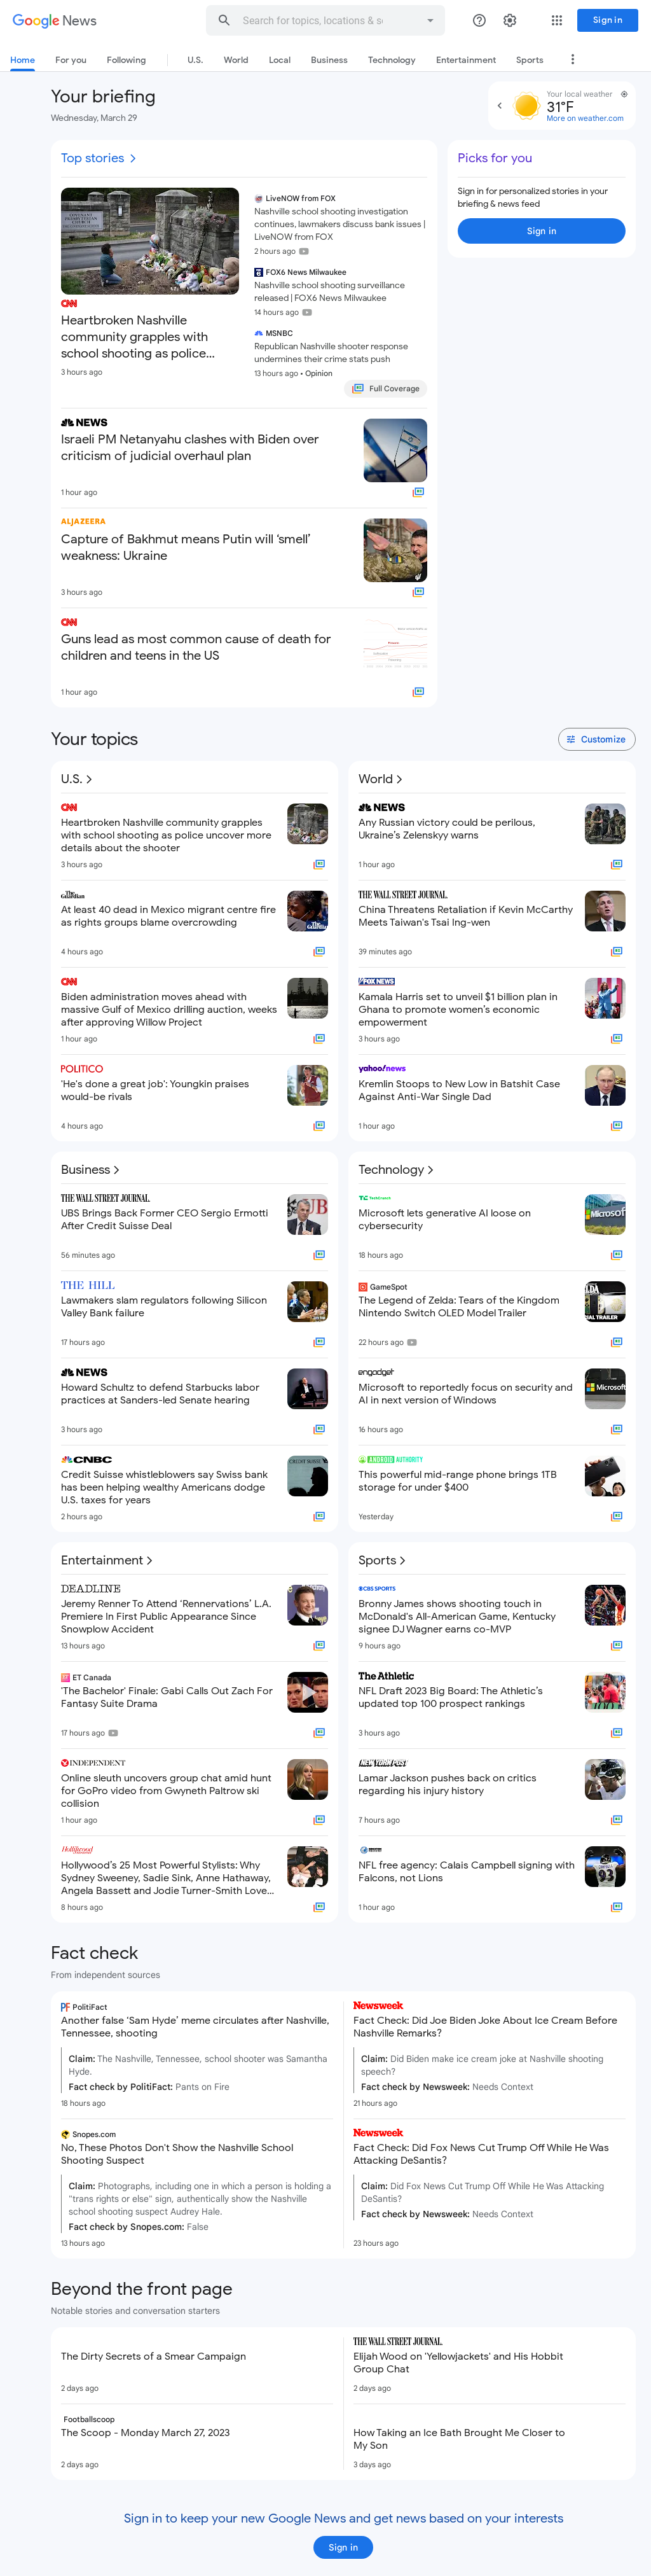 Google News
Search for topics, locations & so
Sign in
Home
For you
Following
U.S.
World
Local
Business
Technology
Entertainment
Sports
Your briefing
Wednesday, March 29
Your local weather
31°F
More on weather.com
Top stories
CNN
Heartbroken Nashville
community grapples with
school shooting as police...
3 hours ago
LiveNOW from FOX
Nashville school shooting investigation
continues, lawmakers discuss bank issues |
LiveNOW from FOX
2 hours ago
FOX6 News Milwaukee
Nashville school shooting surveillance
released | FOX6 News Milwaukee
14 hours ago
MSNBC
Republican Nashville shooter response
undermines their crime stats push
13 hours ago • Opinion
Full Coverage
Picks for you
Sign in for personalized stories in your
briefing & news feed
Sign in
NEWS
Israeli PM Netanyahu clashes with Biden over
criticism of judicial overhaul plan
1 hour ago
ALJAZEERA
Capture of Bakhmut means Putin will ‘smell’
weakness: Ukraine
3 hours ago
CNN
Guns lead as most common cause of death for
children and teens in the US
1 hour ago
Your topics
Customize
U.S.
CNN
Heartbroken Nashville community grapples
with school shooting as police uncover more
details about the shooter
3 hours ago
The Guardian
At least 40 dead in Mexico migrant centre fire
as rights groups blame overcrowding
4 hours ago
CNN
Biden administration moves ahead with
massive Gulf of Mexico drilling auction, weeks
after approving Willow Project
1 hour ago
POLITICO
'He's done a great job': Youngkin praises
would-be rivals
4 hours ago
World
NEWS
Any Russian victory could be perilous,
Ukraine’s Zelenskyy warns
1 hour ago
THE WALL STREET JOURNAL.
China Threatens Retaliation if Kevin McCarthy
Meets Taiwan's Tsai Ing-wen
39 minutes ago
FOX NEWS
Kamala Harris set to unveil $1 billion plan in
Ghana to promote women’s economic
empowerment
3 hours ago
yahoo!news
Kremlin Stoops to New Low in Batshit Case
Against Anti-War Single Dad
1 hour ago
Business
THE WALL STREET JOURNAL.
UBS Brings Back Former CEO Sergio Ermotti
After Credit Suisse Deal
56 minutes ago
THE HILL
Lawmakers slam regulators following Silicon
Valley Bank failure
17 hours ago
NEWS
Howard Schultz to defend Starbucks labor
practices at Sanders-led Senate hearing
3 hours ago
CNBC
Credit Suisse whistleblowers say Swiss bank
has been helping wealthy Americans dodge
U.S. taxes for years
2 hours ago
Technology
TechCrunch
Microsoft lets generative AI loose on
cybersecurity
18 hours ago
Microsoft
GameSpot
The Legend of Zelda: Tears of the Kingdom
Nintendo Switch OLED Model Trailer
22 hours ago
engadget
Microsoft to reportedly focus on security and
AI in next version of Windows
16 hours ago
Microsoft
ANDROID AUTHORITY
This powerful mid-range phone brings 1TB
storage for under $400
Yesterday
Entertainment
DEADLINE
Jeremy Renner To Attend ‘Rennervations’ L.A.
Premiere In First Public Appearance Since
Snowplow Accident
13 hours ago
ET Canada
'The Bachelor' Finale: Gabi Calls Out Zach For
Fantasy Suite Drama
17 hours ago
INDEPENDENT
Online sleuth uncovers group chat amid hunt
for GoPro video from Gwyneth Paltrow ski
collision
1 hour ago
Hollywood
Hollywood’s 25 Most Powerful Stylists: Why
Sydney Sweeney, Sadie Sink, Anne Hathaway,
Angela Bassett and Jodie Turner-Smith Love...
8 hours ago
Sports
CBS SPORTS
Bronny James shows shooting touch in
McDonald's All-American Game, Kentucky
signee DJ Wagner earns co-MVP
9 hours ago
The Athletic
NFL Draft 2023 Big Board: The Athletic’s
updated top 100 prospect rankings
3 hours ago
NEW YORK POST
Lamar Jackson pushes back on critics
regarding his injury history
7 hours ago
NFL free agency: Calais Campbell signing with
Falcons, not Lions
1 hour ago
Fact check
From independent sources
PolitiFact
Another false ‘Sam Hyde’ meme circulates after Nashville,
Tennessee, shooting
Claim: The Nashville, Tennessee, school shooter was Samantha
Hyde.
Fact check by PolitiFact: Pants on Fire
18 hours ago
Newsweek
Fact Check: Did Joe Biden Joke About Ice Cream Before
Nashville Remarks?
Claim: Did Biden make ice cream joke at Nashville shooting
speech?
Fact check by Newsweek: Needs Context
21 hours ago
Snopes.com
No, These Photos Don't Show the Nashville School
Shooting Suspect
Claim: Photographs, including one in which a person is holding a
"trans rights or else" sign, authentically show the Nashville
school shooting suspect Audrey Hale.
Fact check by Snopes.com: False
13 hours ago
Newsweek
Fact Check: Did Fox News Cut Trump Off While He Was
Attacking DeSantis?
Claim: Did Fox News Cut Trump Off While He Was Attacking
DeSantis?
Fact check by Newsweek: Needs Context
23 hours ago
Beyond the front page
Notable stories and conversation starters
The Dirty Secrets of a Smear Campaign
2 days ago
THE WALL STREET JOURNAL.
Elijah Wood on 'Yellowjackets' and His Hobbit
Group Chat
2 days ago
Footballscoop
The Scoop - Monday March 27, 2023
2 days ago
How Taking an Ice Bath Brought Me Closer to
My Son
3 days ago
Sign in to keep your new Google News and get news based on your interests
Sign in